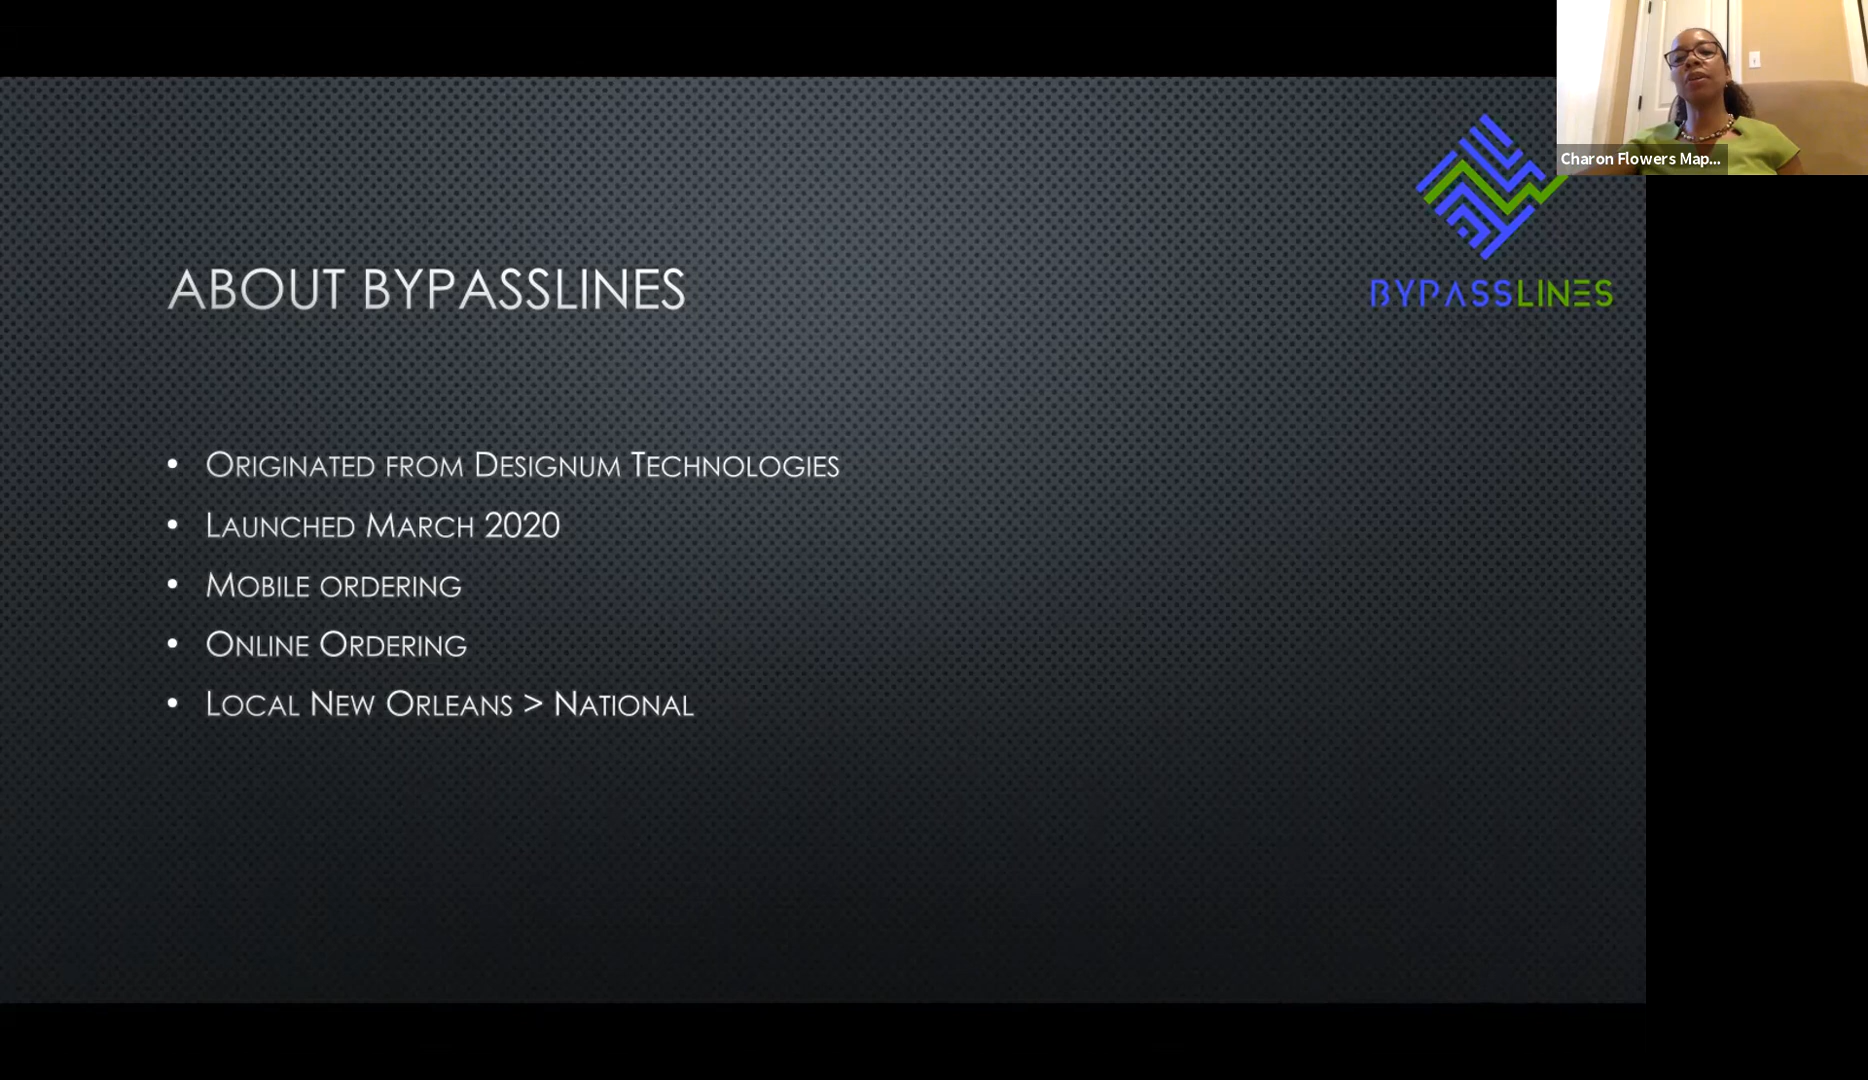 Charon Flowers Map...
BYPASSLINES
ABOUT BYPASSLINES
• ORIGINATED FROM DESIGNUM TECHNOLOGIES
• LAUNCHED MARCH 2020
• MOBILE ORDERING
• ONLINE ORDERING
• LOCAL NEW ORLEANS > NATIONAL